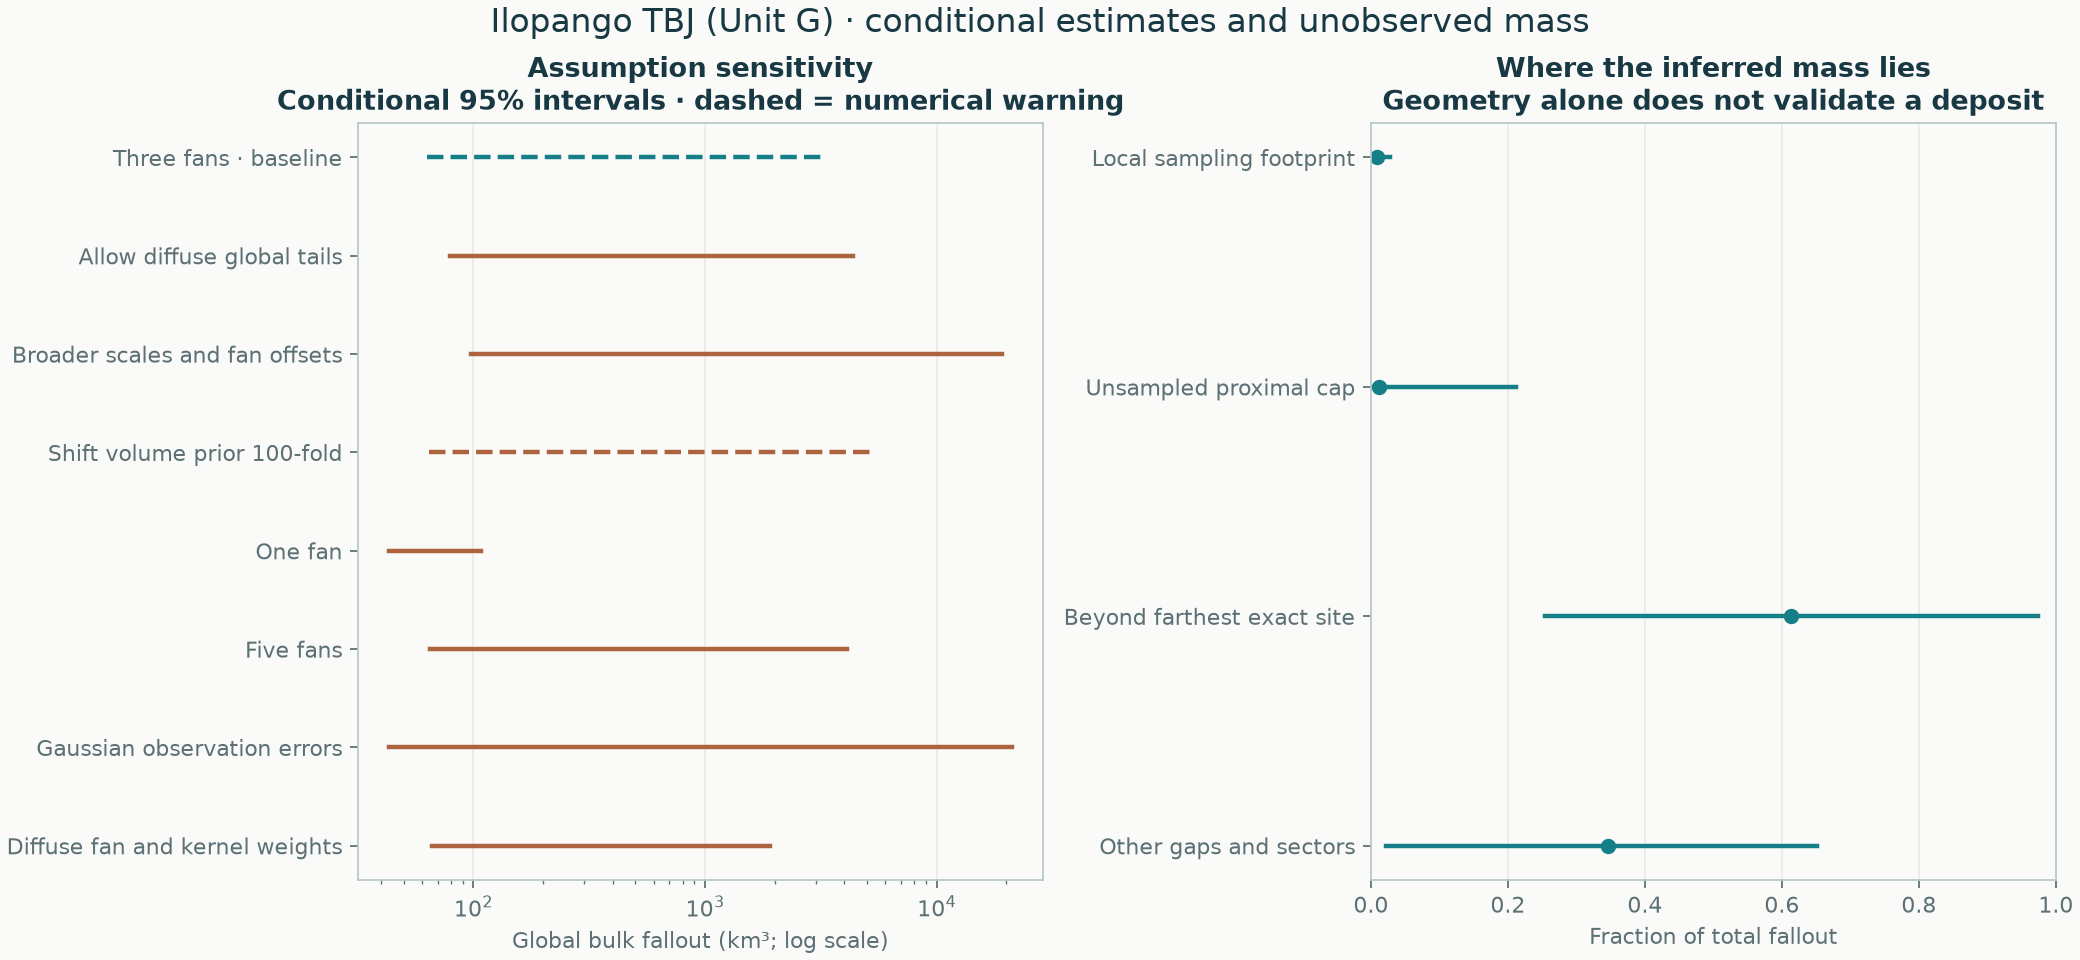 Ilopango TBJ (Unit G) · conditional estimates and unobserved mass
Assumption sensitivity
Conditional 95% intervals · dashed = numerical warning
Three fans · baseline
Allow diffuse global tails
Broader scales and fan offsets
Shift volume prior 100-fold
One fan
Five fans
Gaussian observation errors
Diffuse fan and kernel weights
10²
10³
10⁴
Global bulk fallout (km³; log scale)
Where the inferred mass lies
Geometry alone does not validate a deposit
Local sampling footprint
Unsampled proximal cap
Beyond farthest exact site
Other gaps and sectors
0.0
0.2
0.4
0.6
0.8
1.0
Fraction of total fallout